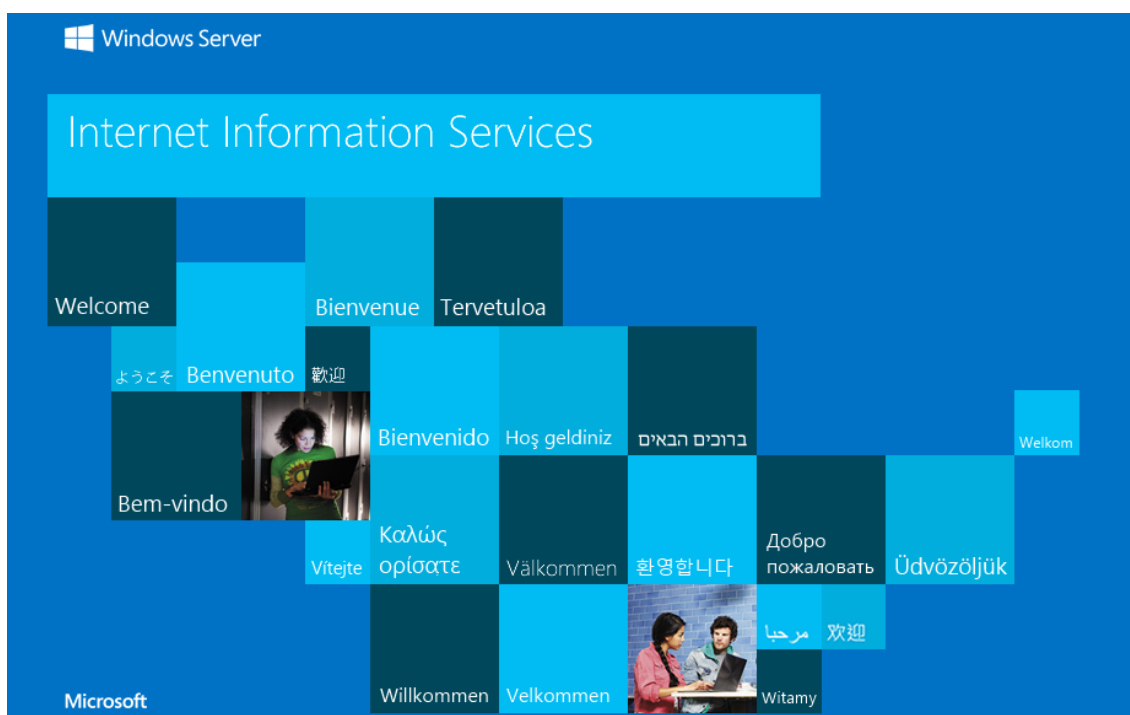 Windows Server
Internet Information Services
Welcome
Bienvenue
Tervetuloa
ようこそ
Benvenuto
歡迎
Bienvenido
Hoş geldiniz
ברוכים הבאים
Welkom
Bem-vindo
Vítejte
Καλώς
ορίσατε
Välkommen
환영합니다
Добро
пожаловать
Üdvözöljük
مرحبا
欢迎
Willkommen
Velkommen
Witamy
Microsoft